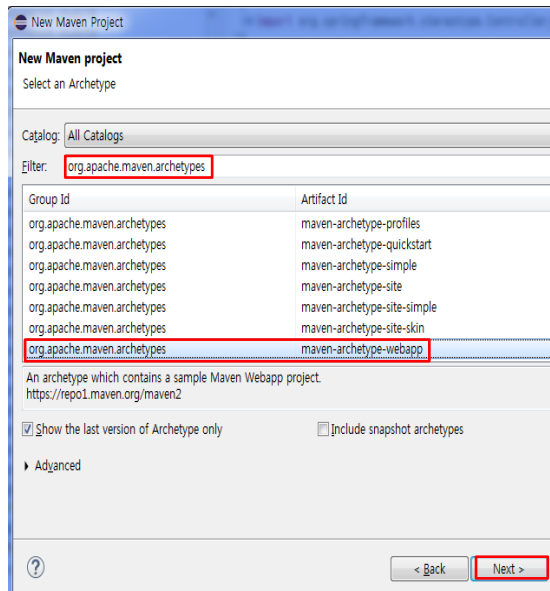 New Maven Project
New Maven project
Select an Archetype
Catalog: All Catalogs
Filter: org.apache.maven.archetypes
Group Id Artifact Id
org.apache.maven.archetypes maven-archetype-profiles
org.apache.maven.archetypes maven-archetype-quickstart
org.apache.maven.archetypes maven-archetype-simple
org.apache.maven.archetypes maven-archetype-site
org.apache.maven.archetypes maven-archetype-site-simple
org.apache.maven.archetypes maven-archetype-site-skin
org.apache.maven.archetypes maven-archetype-webapp
An archetype which contains a sample Maven Webapp project.
https://repo1.maven.org/maven2
Show the last version of Archetype only Include snapshot archetypes
Advanced
? < Back Next >